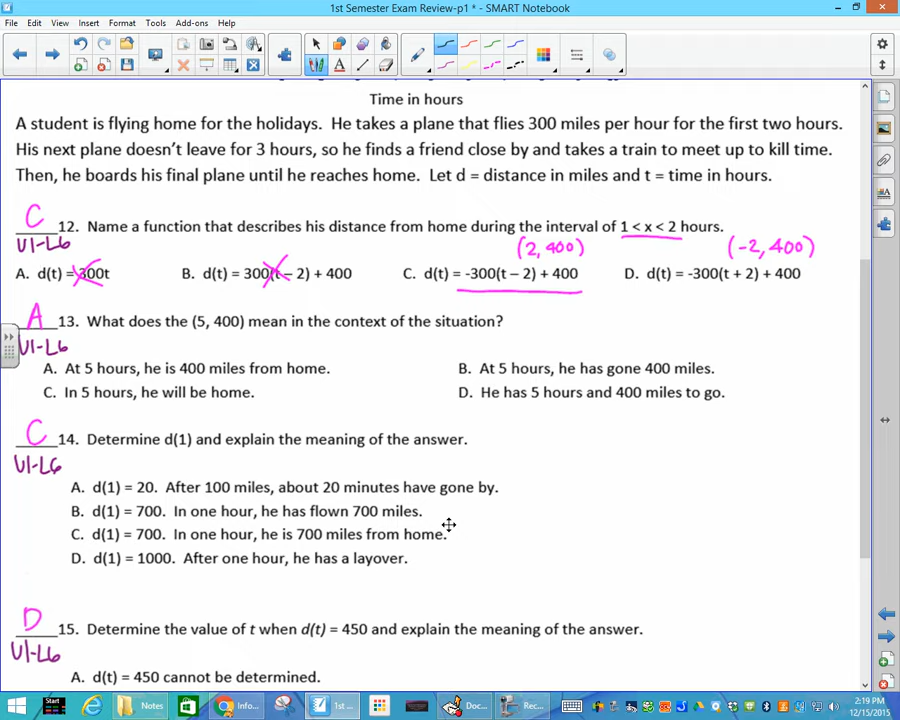 1st Semester Exam Review-p1 * - SMART Notebook
File Edit View Insert Format Tools Add-ons Help
Time in hours
A student is flying home for the holidays. He takes a plane that flies 300 miles per hour for the first two hours.
His next plane doesn't leave for 3 hours, so he finds a friend close by and takes a train to meet up to kill time.
Then, he boards his final plane until he reaches home. Let d = distance in miles and t = time in hours.
C 12. Name a function that describes his distance from home during the interval of 1 < x < 2 hours.
U1-L6 (2, 400) (-2, 400)
A. d(t) = 300t B. d(t) = 300(t – 2) + 400 C. d(t) = -300(t – 2) + 400 D. d(t) = -300(t + 2) + 400
A 13. What does the (5, 400) mean in the context of the situation?
U1-L6
A. At 5 hours, he is 400 miles from home. B. At 5 hours, he has gone 400 miles.
C. In 5 hours, he will be home. D. He has 5 hours and 400 miles to go.
C 14. Determine d(1) and explain the meaning of the answer.
U1-L6
A. d(1) = 20. After 100 miles, about 20 minutes have gone by.
B. d(1) = 700. In one hour, he has flown 700 miles.
C. d(1) = 700. In one hour, he is 700 miles from home.
D. d(1) = 1000. After one hour, he has a layover.
D 15. Determine the value of t when d(t) = 450 and explain the meaning of the answer.
U1-L6
A. d(t) = 450 cannot be determined.
Start Notes Info... 1st ... Doc... Rec... 2:19 PM
12/15/2015